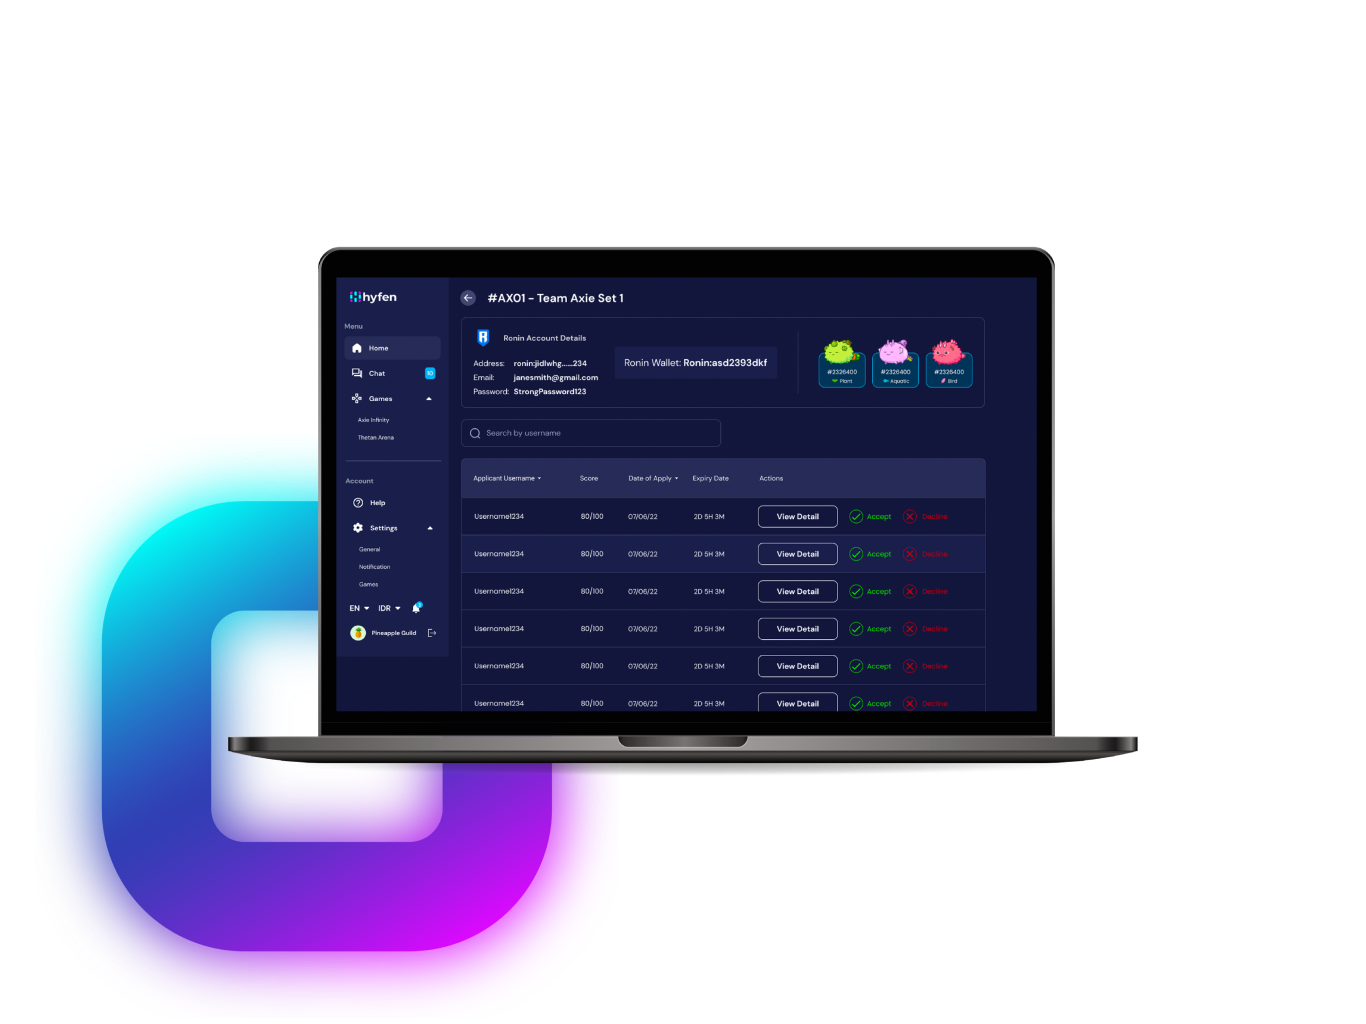 hyfen
Menu
Home
Chat 10
Games
Axie Infinity
Thetan Arena
Account
Help
Settings
General
Notification
Games
EN IDR
Pineapple Guild
#AX01 - Team Axie Set 1
Ronin Account Details
Address: ronin:jidlwhg......234
Email: janesmith@gmail.com
Password: StrongPassword123
Ronin Wallet: Ronin:asd2393dkf
#2326400 #2326400 #2326400
Plant Aquatic Bird
Search by username
Applicant Username Score Date of Apply Expiry Date Actions
Username1234 80/100 07/06/22 2D 5H 3M View Detail Accept Decline
Username1234 80/100 07/06/22 2D 5H 3M View Detail Accept Decline
Username1234 80/100 07/06/22 2D 5H 3M View Detail Accept Decline
Username1234 80/100 07/06/22 2D 5H 3M View Detail Accept Decline
Username1234 80/100 07/06/22 2D 5H 3M View Detail Accept Decline
Username1234 80/100 07/06/22 2D 5H 3M View Detail Accept Decline